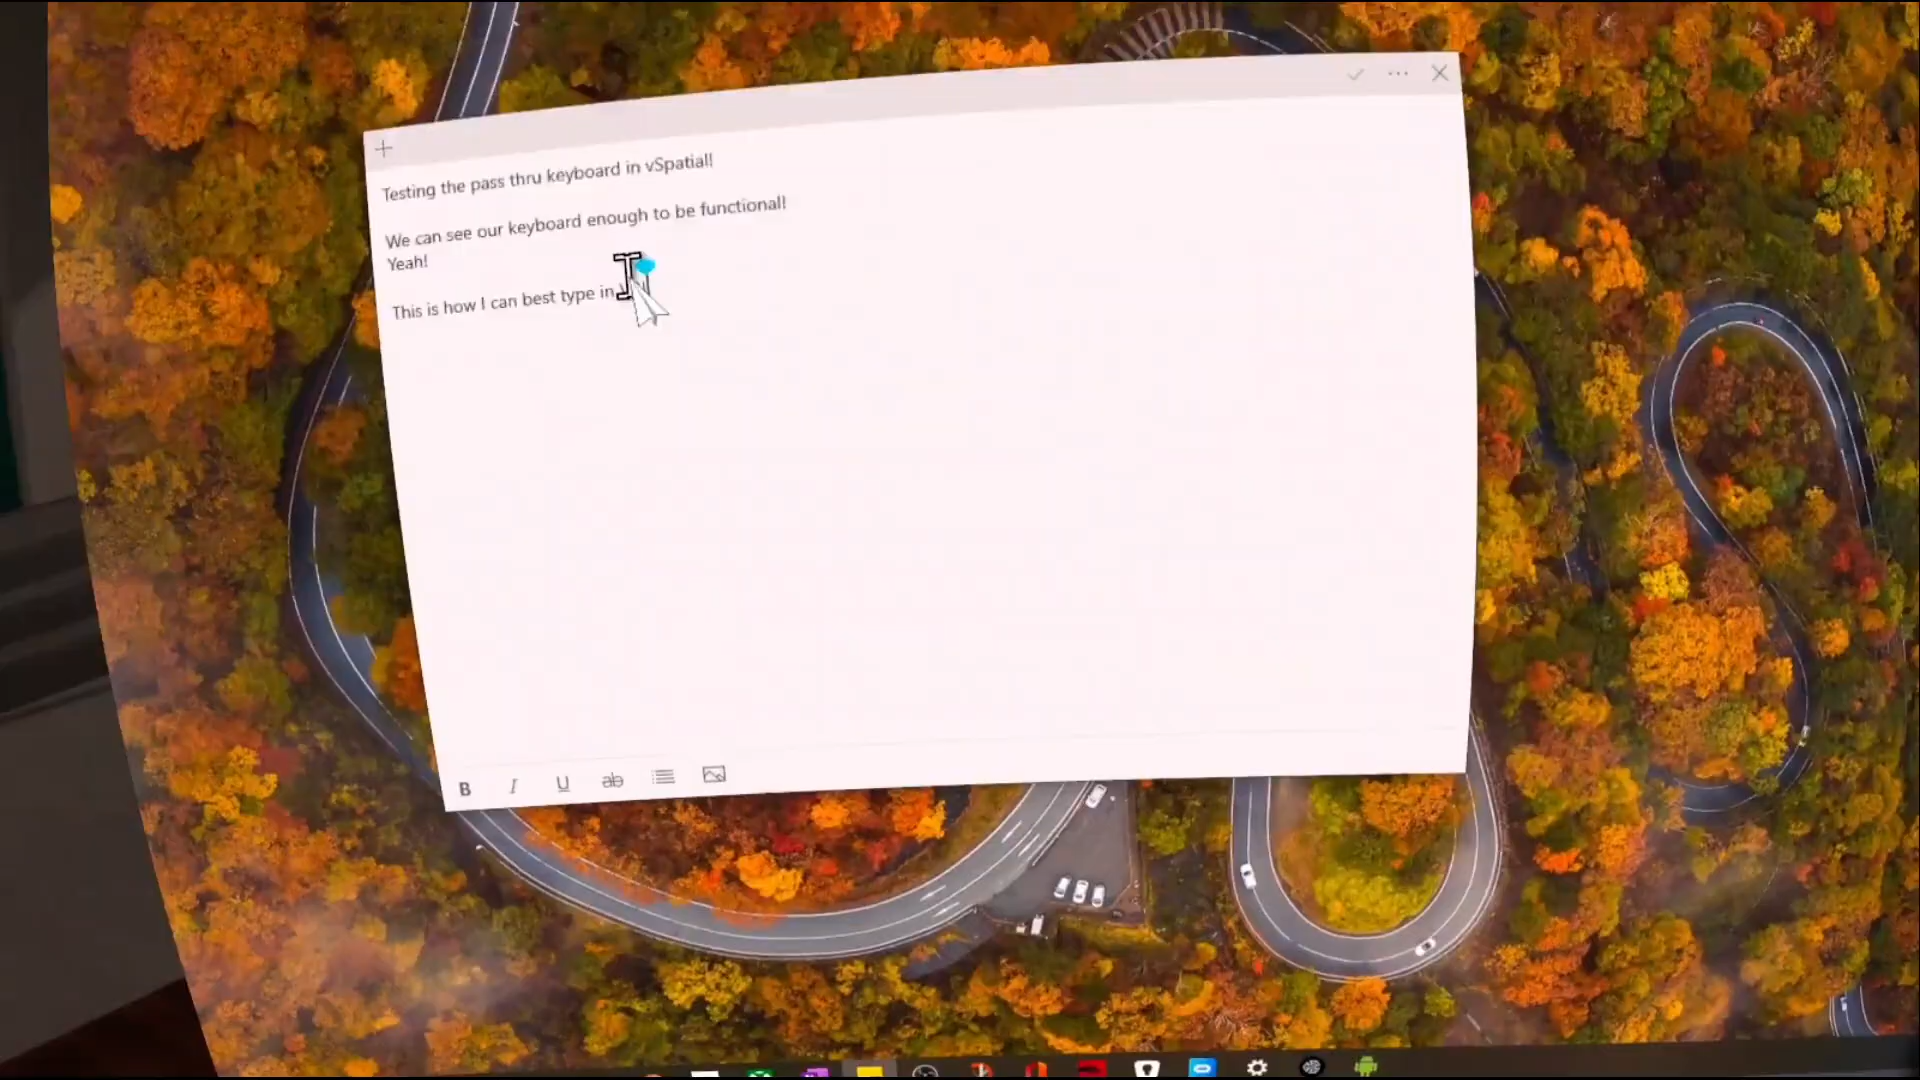 Testing the pass thru keyboard in vSpatial!
We can see our keyboard enough to be functional!
Yeah!
This is how I can best type in
B I U ab